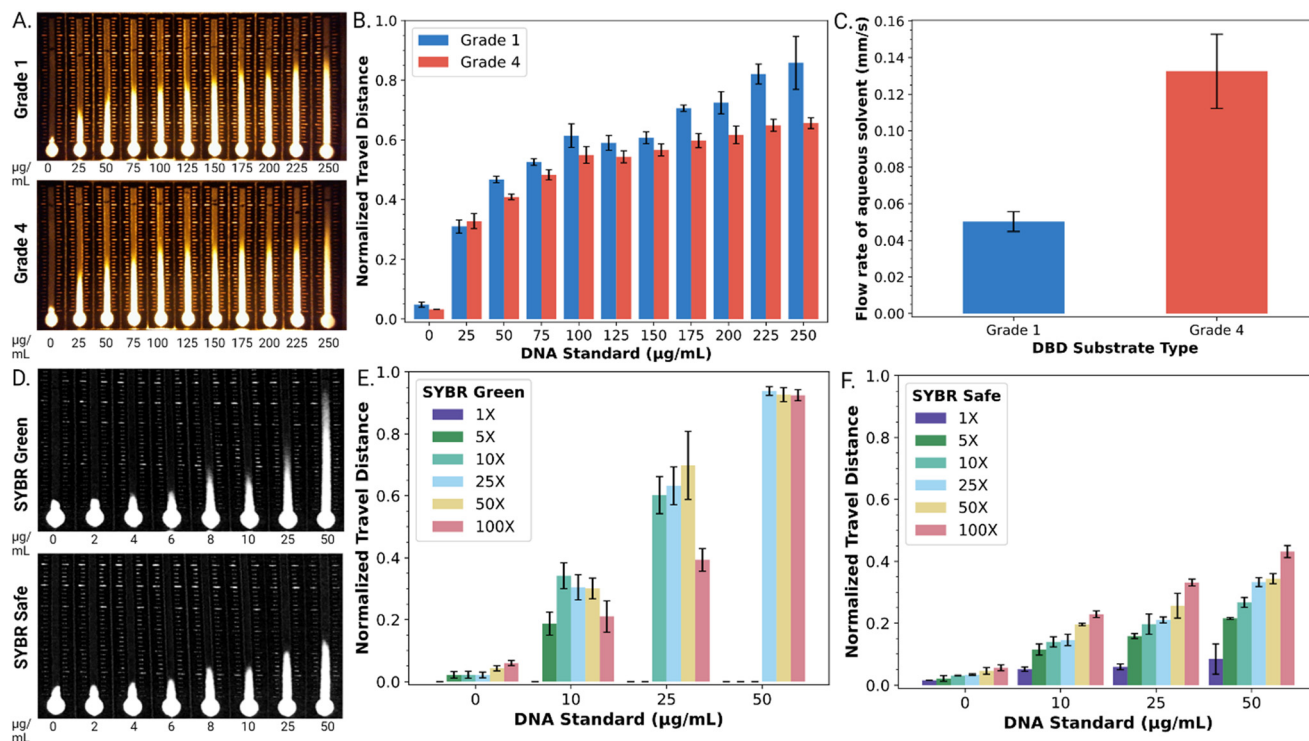 A.
Grade 1
µg/
mL
0 25 50 75 100 125 150 175 200 225 250
Grade 4
µg/
mL
0 25 50 75 100 125 150 175 200 225 250
B.
Normalized Travel Distance
1.0
0.8
0.6
0.4
0.2
0.0
Grade 1
Grade 4
0 25 50 75 100 125 150 175 200 225 250
DNA Standard (µg/mL)
C.
Flow rate of aqueous solvent (mm/s)
0.16
0.14
0.12
0.10
0.08
0.06
0.04
0.02
0.00
Grade 1 Grade 4
DBD Substrate Type
D.
SYBR Green
µg/
mL
0 2 4 6 8 10 25 50
SYBR Safe
µg/
mL
0 2 4 6 8 10 25 50
E.
Normalized Travel Distance
1.0
0.8
0.6
0.4
0.2
0.0
SYBR Green
1X
5X
10X
25X
50X
100X
0 10 25 50
DNA Standard (µg/mL)
F.
Normalized Travel Distance
1.0
0.8
0.6
0.4
0.2
0.0
SYBR Safe
1X
5X
10X
25X
50X
100X
0 10 25 50
DNA Standard (µg/mL)